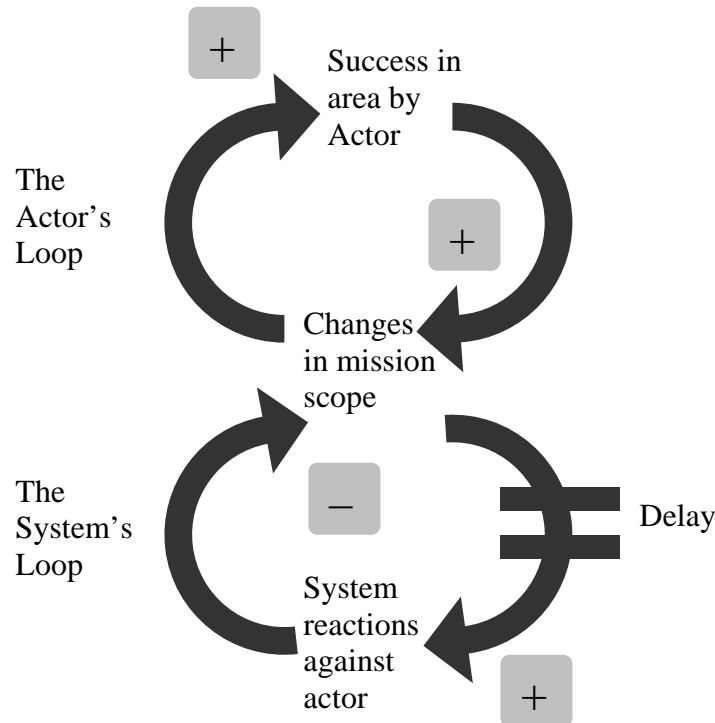 +
Success in
area by
Actor
The
Actor’s
Loop
+
Changes
in mission
scope
The
System’s
Loop
–
Delay
System
reactions
against
actor
+